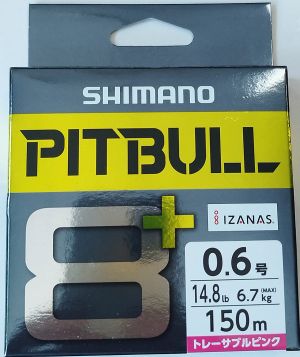 SHIMANO
PITBULL
8+
IZANAS.
0.6号
14.8lb 6.7kg (MAX)
150m
トレーサブルピンク